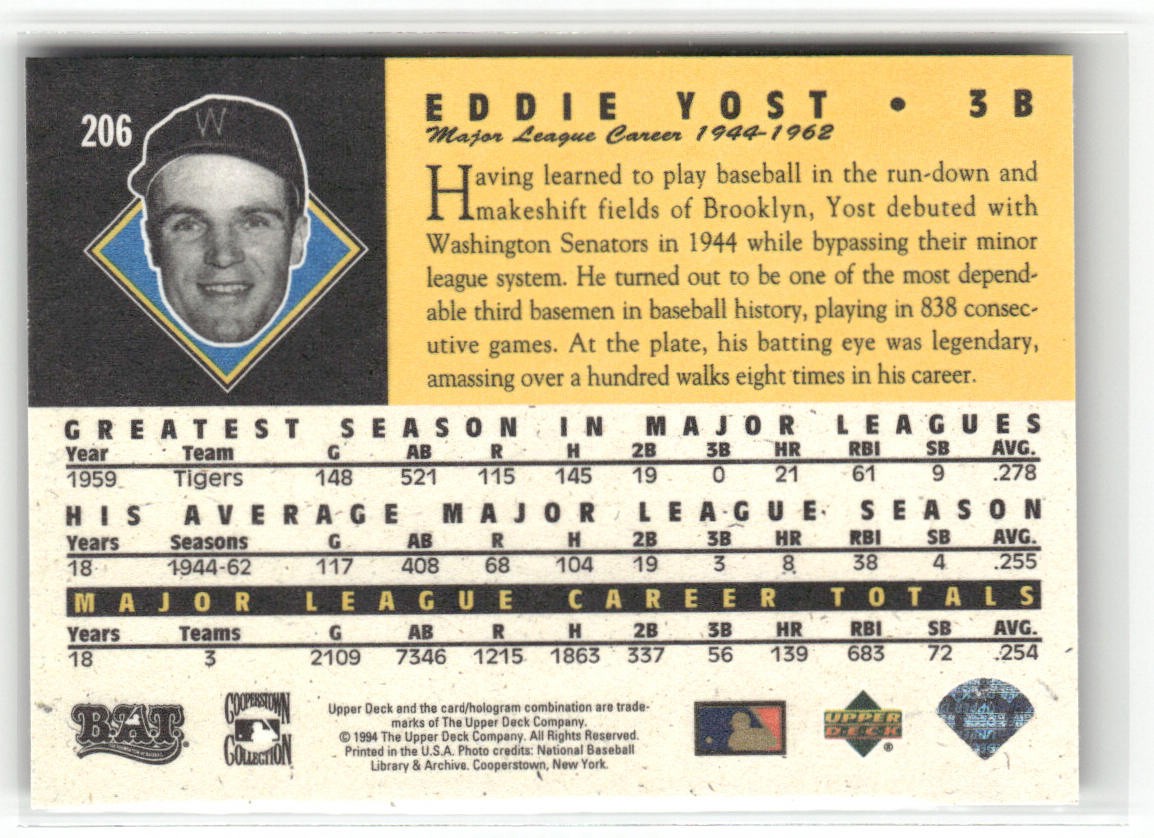 206
W
EDDIE YOST • 3B
Major League Career 1944-1962
Having learned to play baseball in the run-down and
makeshift fields of Brooklyn, Yost debuted with
Washington Senators in 1944 while bypassing their minor
league system. He turned out to be one of the most depend-
able third basemen in baseball history, playing in 838 consec-
utive games. At the plate, his batting eye was legendary,
amassing over a hundred walks eight times in his career.
GREATEST SEASON IN MAJOR LEAGUES
Year Team G AB R H 2B 3B HR RBI SB AVG.
1959 Tigers 148 521 115 145 19 0 21 61 9 .278
HIS AVERAGE MAJOR LEAGUE SEASON
Years Seasons G AB R H 2B 3B HR RBI SB AVG.
18 1944-62 117 408 68 104 19 3 8 38 4 .255
MAJOR LEAGUE CAREER TOTALS
Years Teams G AB R H 2B 3B HR RBI SB AVG.
18 3 2109 7346 1215 1863 337 56 139 683 72 .254
BAT
COOPERSTOWN
COLLECTION
Upper Deck and the card/hologram combination are trade-
marks of The Upper Deck Company.
© 1994 The Upper Deck Company. All Rights Reserved.
Printed in the U.S.A. Photo credits: National Baseball
Library & Archive. Cooperstown, New York.
UPPER
DECK
®